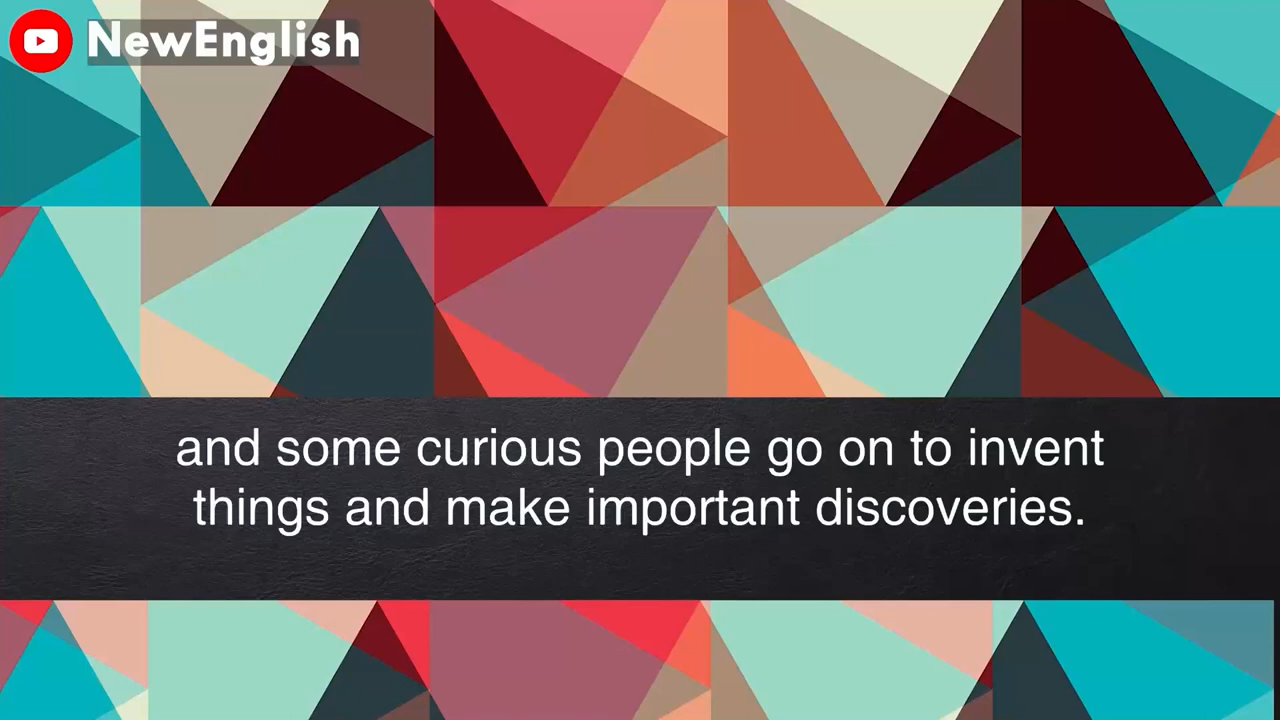 NewEnglish
and some curious people go on to invent
things and make important discoveries.